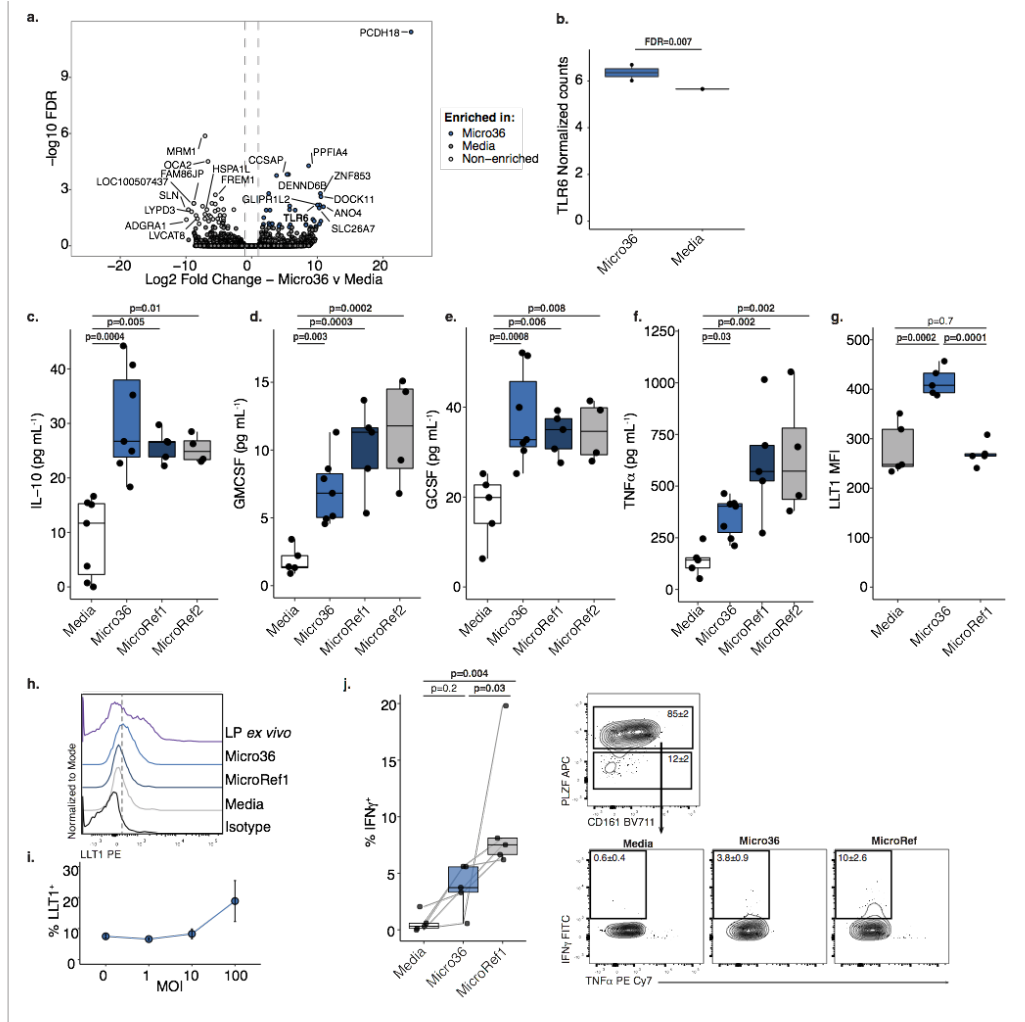 a.
PCDH18
9
6
3
0
-log10 FDR
MRM1
OCA2
FAM86JP
LOC100507437
SLN
LYPD3
ADGRA1
LVCAT8
HSPA1L
FREM1
CCSAP
PPFIA4
ZNF853
DENND6B
GLIPR1L2
DOCK11
TLR6
ANO4
SLC26A7
−20 −10 0 10 20
Log2 Fold Change − Micro36 v Media
Enriched in:
Micro36
Media
Non−enriched
b.
FDR=0.007
6
4
2
0
TLR6 Normalized counts
Micro36 Media
c.
p=0.01
p=0.005
p=0.0004
40
30
20
10
0
IL−10 (pg mL⁻¹)
Media Micro36 MicroRef1 MicroRef2
d.
p=0.0002
p=0.0003
p=0.003
15
10
5
0
GMCSF (pg mL⁻¹)
Media Micro36 MicroRef1 MicroRef2
e.
p=0.008
p=0.006
p=0.0008
40
20
0
GCSF (pg mL⁻¹)
Media Micro36 MicroRef1 MicroRef2
f.
p=0.002
p=0.002
p=0.03
1250
1000
750
500
250
0
TNFα (pg mL⁻¹)
Media Micro36 MicroRef1 MicroRef2
g.
p=0.7
p=0.0002 p=0.0001
500
400
300
200
100
0
LLT1 MFI
Media Micro36 MicroRef1
h.
Normalized to Mode
LP ex vivo
Micro36
MicroRef1
Media
Isotype
LLT1 PE
i.
30
20
10
0
% LLT1⁺
0 1 10 100
MOI
j.
p=0.004
p=0.2 p=0.03
20
15
10
5
0
% IFNγ⁺
Media Micro36 MicroRef1
85±2
12±2
PLZF APC
CD161 BV711
Media Micro36 MicroRef
0.6±0.4 3.8±0.9 10±2.6
IFNγ FITC
TNFα PE Cy7